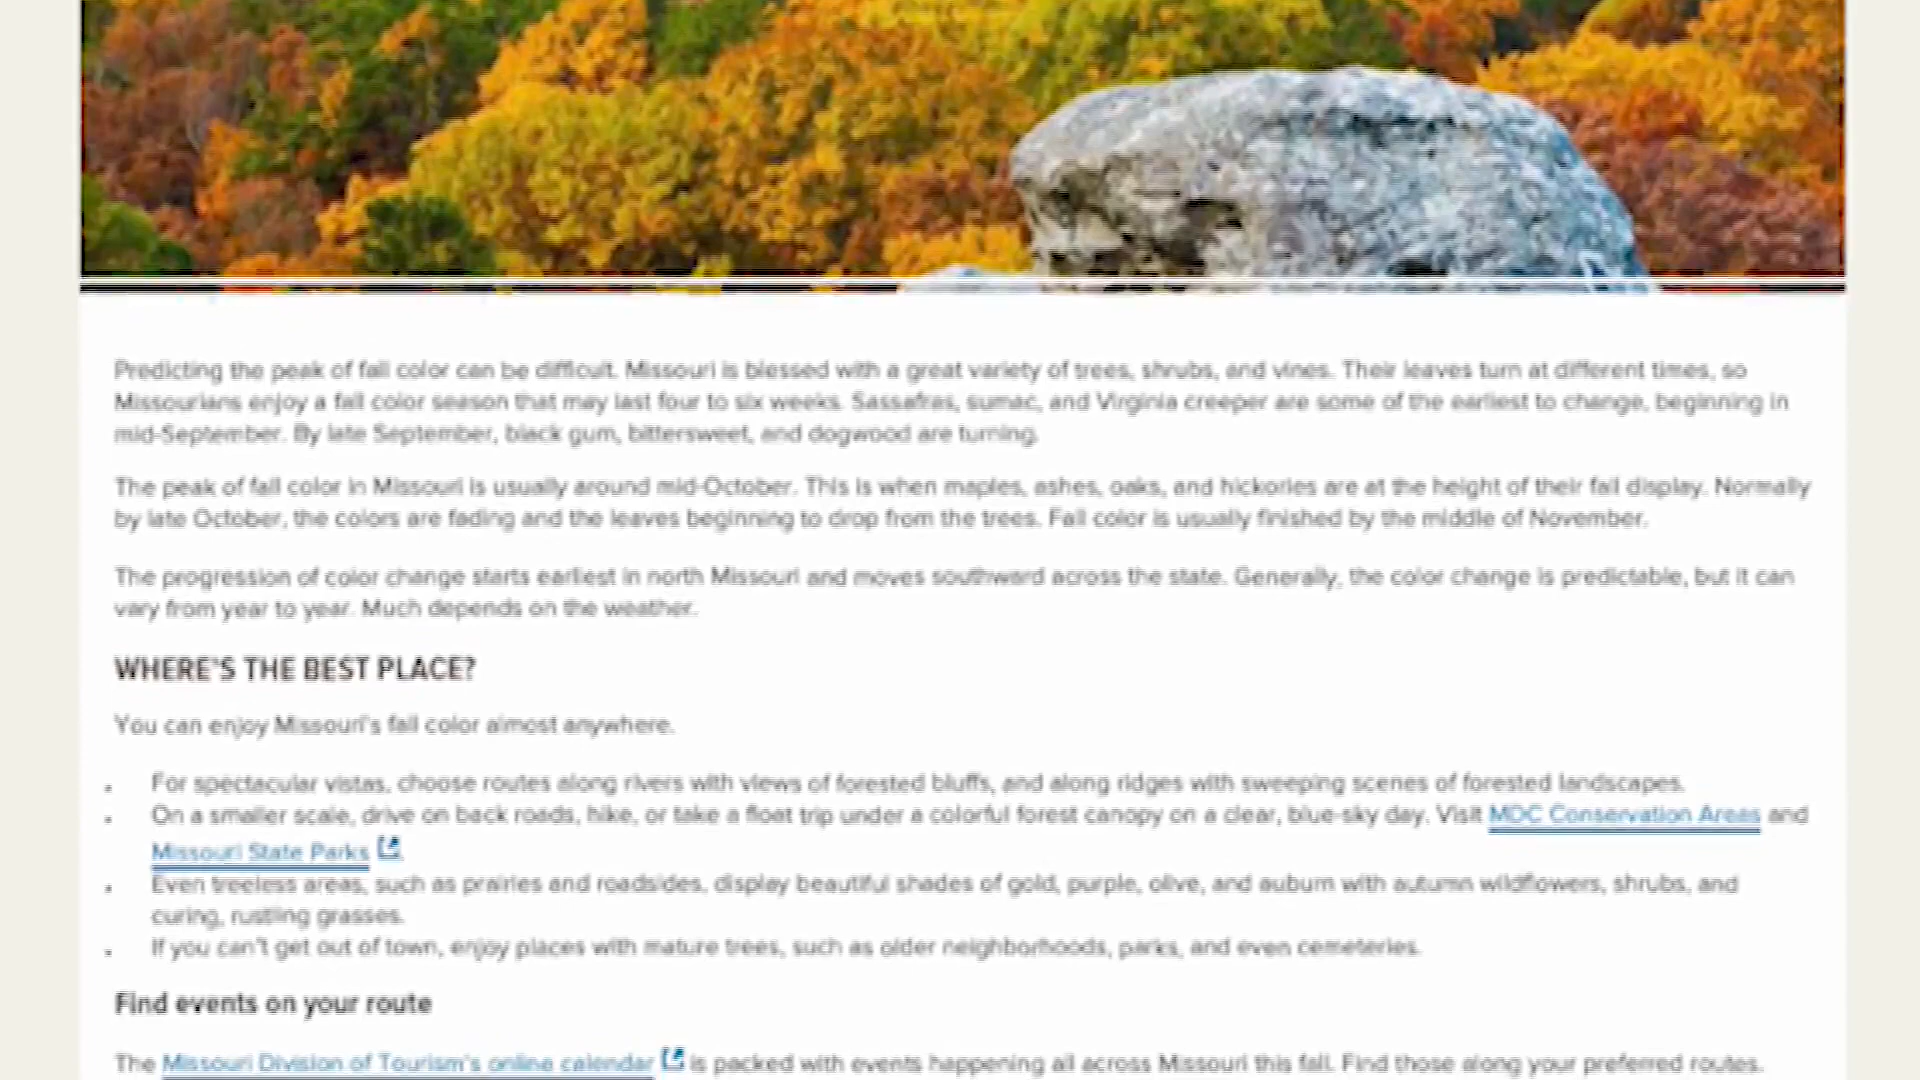 Predicting the peak of fall color can be difficult. Missouri is blessed with a great variety of trees, shrubs, and vines. Their leaves turn at different times, so
Missourians enjoy a fall color season that may last four to six weeks. Sassafras, sumac, and Virginia creeper are some of the earliest to change, beginning in
mid-September. By late September, black gum, bittersweet, and dogwood are turning.
The peak of fall color in Missouri is usually around mid-October. This is when maples, ashes, oaks, and hickories are at the height of their fall display. Normally
by late October, the colors are fading and the leaves beginning to drop from the trees. Fall color is usually finished by the middle of November.
The progression of color change starts earliest in north Missouri and moves southward across the state. Generally, the color change is predictable, but it can
vary from year to year. Much depends on the weather.
WHERE'S THE BEST PLACE?
You can enjoy Missouri's fall color almost anywhere.
For spectacular vistas, choose routes along rivers with views of forested bluffs, and along ridges with sweeping scenes of forested landscapes.
On a smaller scale, drive on back roads, hike, or take a float trip under a colorful forest canopy on a clear, blue-sky day. Visit MDC Conservation Areas and
Missouri State Parks
Even treeless areas, such as prairies and roadsides, display beautiful shades of gold, purple, olive, and auburn with autumn wildflowers, shrubs, and
curing, rustling grasses.
If you can't get out of town, enjoy places with mature trees, such as older neighborhoods, parks, and even cemeteries.
Find events on your route
The Missouri Division of Tourism's online calendar is packed with events happening all across Missouri this fall. Find those along your preferred routes.